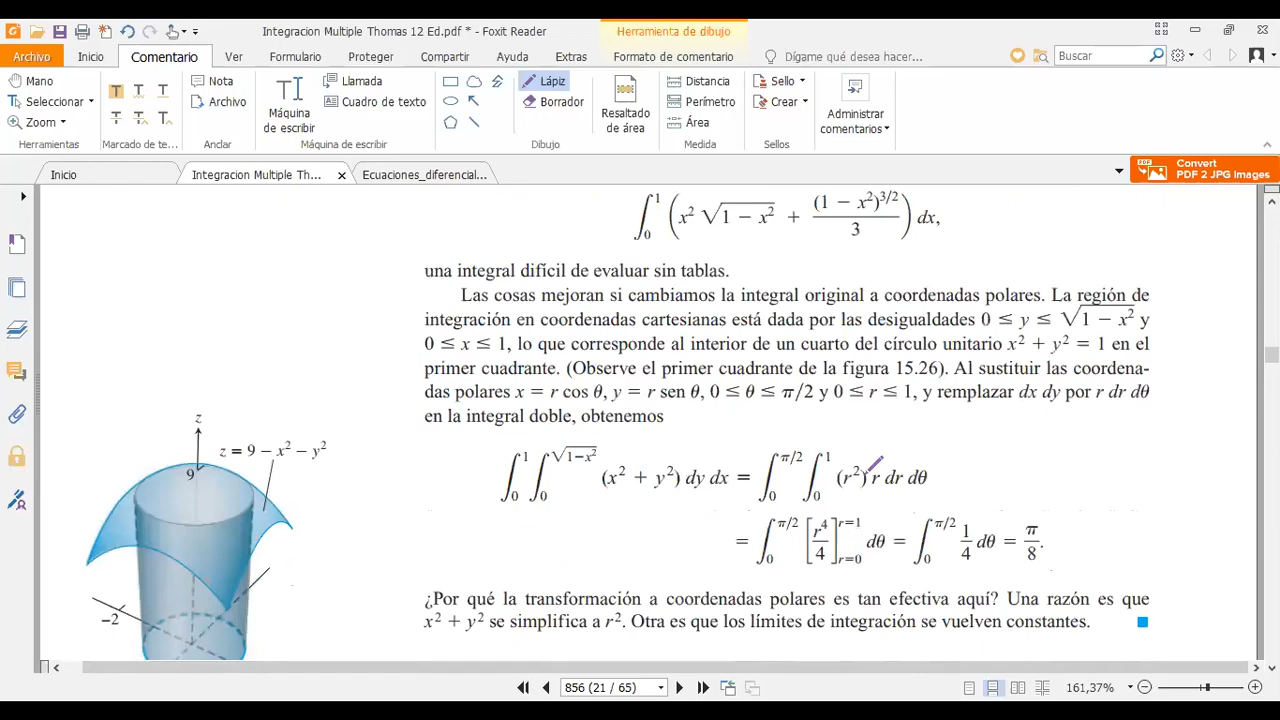 Integracion Multiple Thomas 12 Ed.pdf * - Foxit Reader
Herramienta de dibujo
Archivo Inicio Comentario Ver Formulario Proteger Compartir Ayuda Extras Formato de comentario Dígame qué desea hacer... Buscar
Mano
Seleccionar
Zoom
Herramientas
Marcado de te...
Nota
Archivo
Anclar
Máquina de escribir
Llamada
Cuadro de texto
Máquina de escribir
Lápiz
Borrador
Dibujo
Resaltado de área
Distancia
Perímetro
Área
Medida
Sello
Crear
Sellos
Administrar comentarios
Inicio
Integracion Multiple Th...
Ecuaciones_diferencial...
PDF
Convert
PDF 2 JPG Images
∫₀¹ (x² √(1 − x²) + (1 − x²)^(3/2) / 3) dx,
una integral difícil de evaluar sin tablas.
Las cosas mejoran si cambiamos la integral original a coordenadas polares. La región de
integración en coordenadas cartesianas está dada por las desigualdades 0 ≤ y ≤ √(1 − x²) y
0 ≤ x ≤ 1, lo que corresponde al interior de un cuarto del círculo unitario x² + y² = 1 en el
primer cuadrante. (Observe el primer cuadrante de la figura 15.26). Al sustituir las coordena-
das polares x = r cos θ, y = r sen θ, 0 ≤ θ ≤ π/2 y 0 ≤ r ≤ 1, y remplazar dx dy por r dr dθ
en la integral doble, obtenemos
∫₀¹ ∫₀^√(1−x²) (x² + y²) dy dx = ∫₀^(π/2) ∫₀¹ (r²) r dr dθ
= ∫₀^(π/2) [r⁴/4]_(r=0)^(r=1) dθ = ∫₀^(π/2) 1/4 dθ = π/8.
¿Por qué la transformación a coordenadas polares es tan efectiva aquí? Una razón es que
x² + y² se simplifica a r². Otra es que los límites de integración se vuelven constantes.
z
z = 9 − x² − y²
9
−2
856 (21 / 65)
161,37%